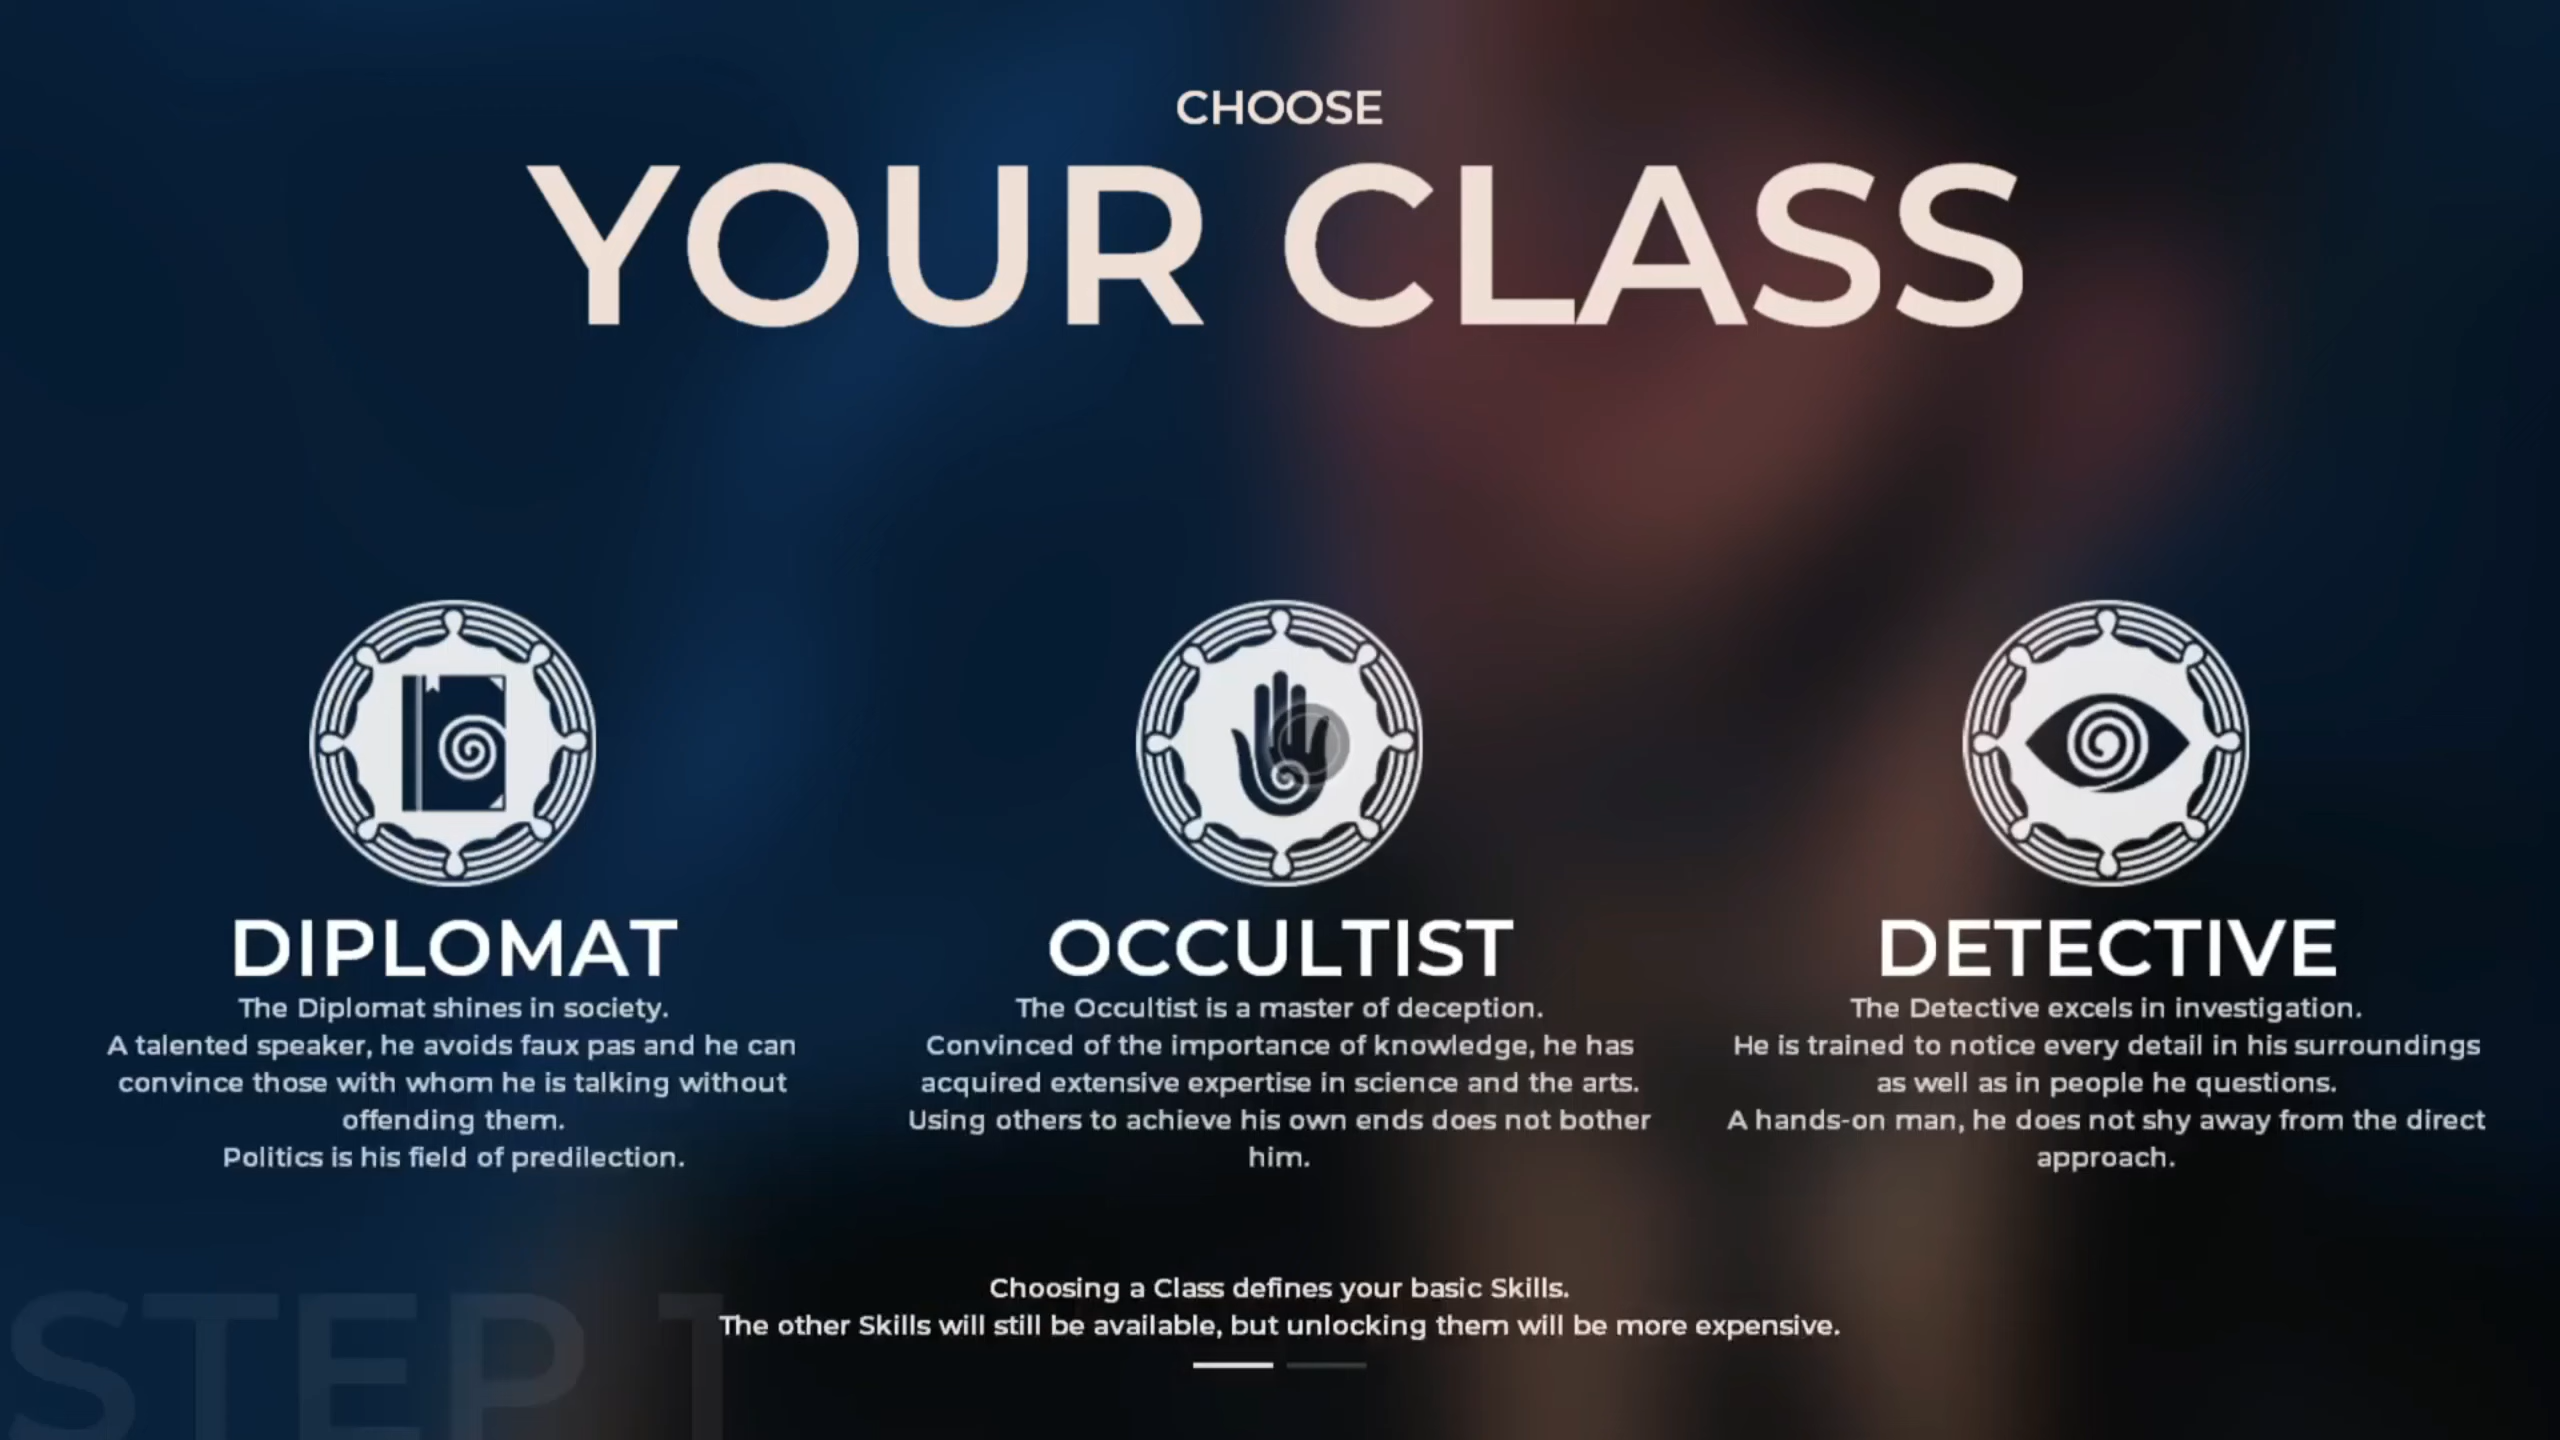 CHOOSE
YOUR CLASS
DIPLOMAT
The Diplomat shines in society.
A talented speaker, he avoids faux pas and he can
convince those with whom he is talking without
offending them.
Politics is his field of predilection.
OCCULTIST
The Occultist is a master of deception.
Convinced of the importance of knowledge, he has
acquired extensive expertise in science and the arts.
Using others to achieve his own ends does not bother
him.
DETECTIVE
The Detective excels in investigation.
He is trained to notice every detail in his surroundings
as well as in people he questions.
A hands-on man, he does not shy away from the direct
approach.
Choosing a Class defines your basic Skills.
The other Skills will still be available, but unlocking them will be more expensive.
STEP 1